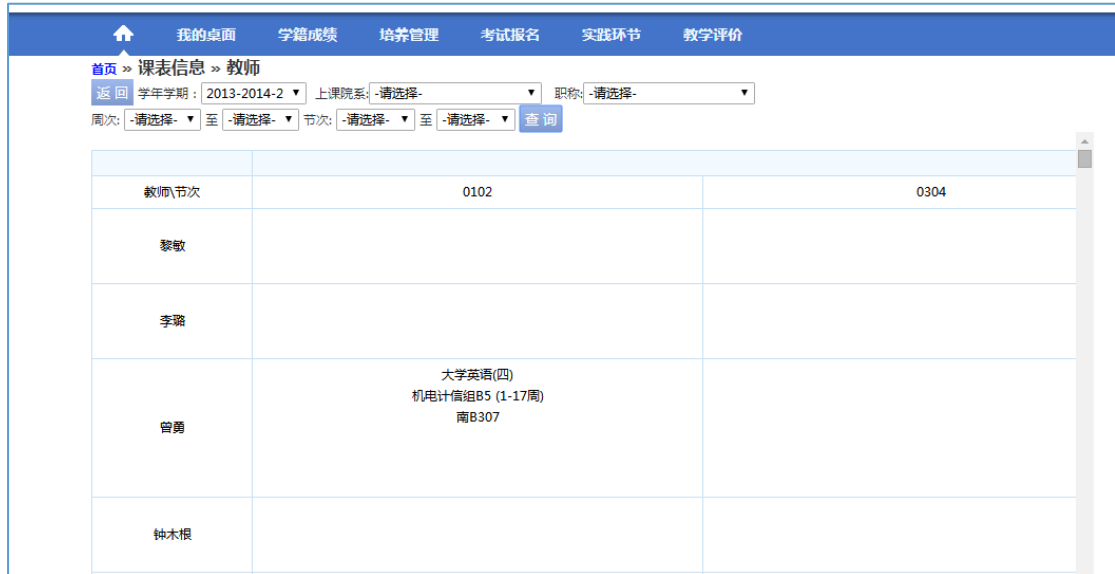 我的桌面 学籍成绩 培养管理 考试报名 实践环节 教学评价
首页 » 课表信息 » 教师
返 回 学年学期： 2013-2014-2 上课院系: -请选择- 职称: -请选择-
周次: -请选择- 至 -请选择- 节次: -请选择- 至 -请选择- 查 询
教师\节次 0102 0304
黎敏
李璐
大学英语(四)
机电计信组B5 (1-17周)
南B307
曾勇
钟木根